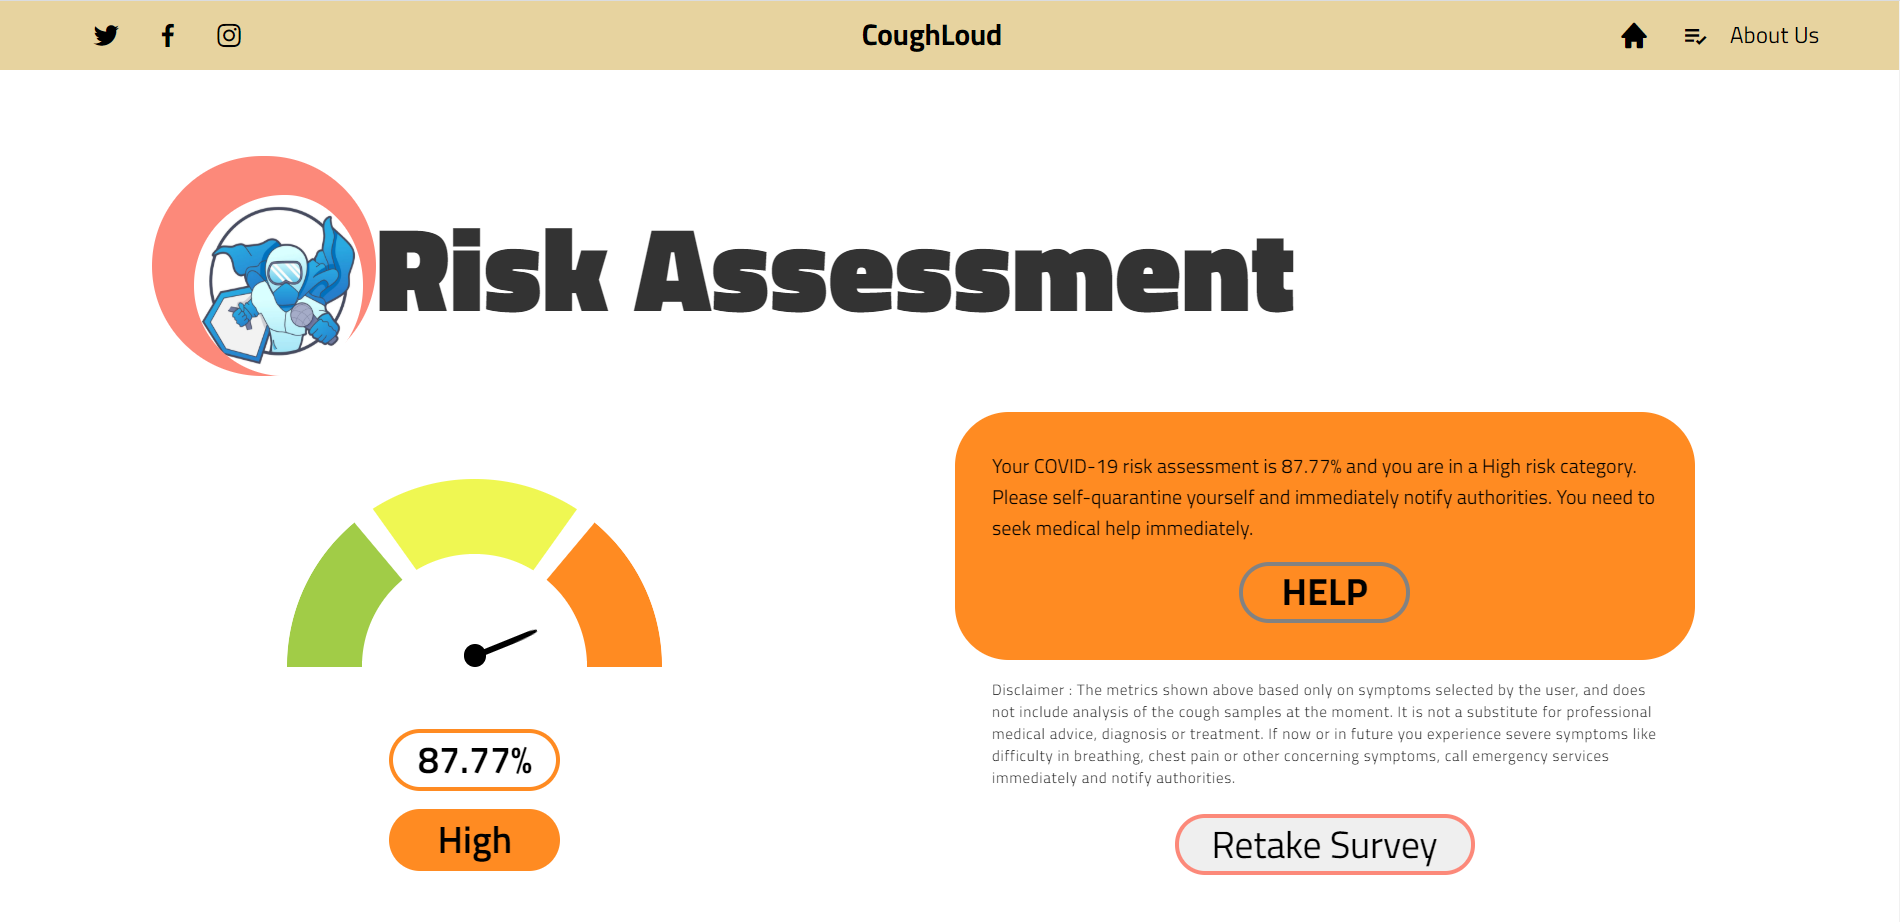 CoughLoud
About Us
Risk Assessment
Your COVID-19 risk assessment is 87.77% and you are in a High risk category.
Please self-quarantine yourself and immediately notify authorities. You need to
seek medical help immediately.
HELP
Disclaimer : The metrics shown above based only on symptoms selected by the user, and does
not include analysis of the cough samples at the moment. It is not a substitute for professional
medical advice, diagnosis or treatment. If now or in future you experience severe symptoms like
difficulty in breathing, chest pain or other concerning symptoms, call emergency services
immediately and notify authorities.
87.77%
High
Retake Survey